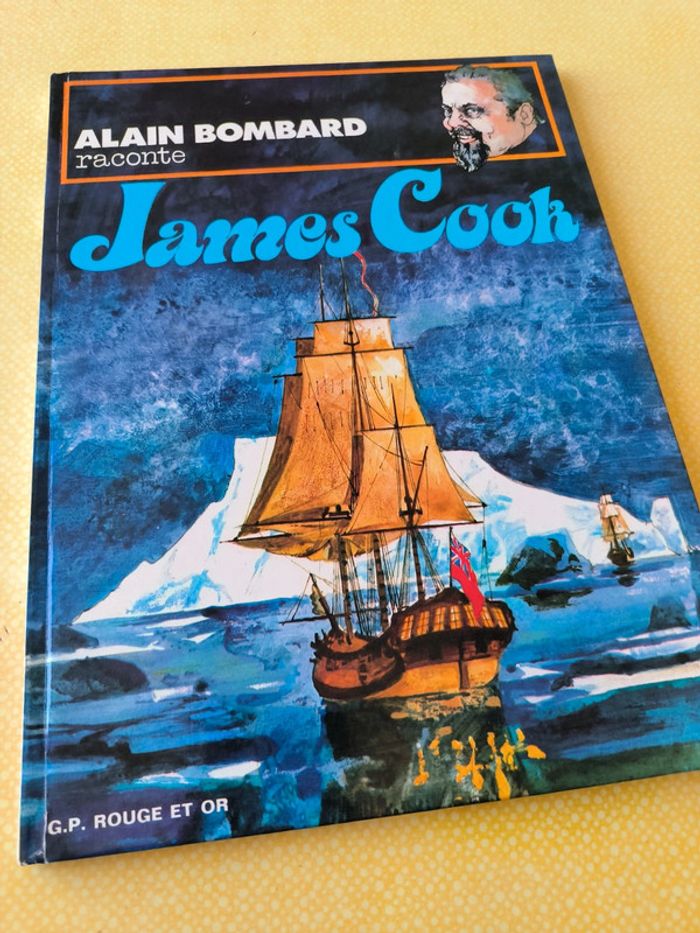 ALAIN BOMBARD
raconte
James Cook
G.P. ROUGE ET OR